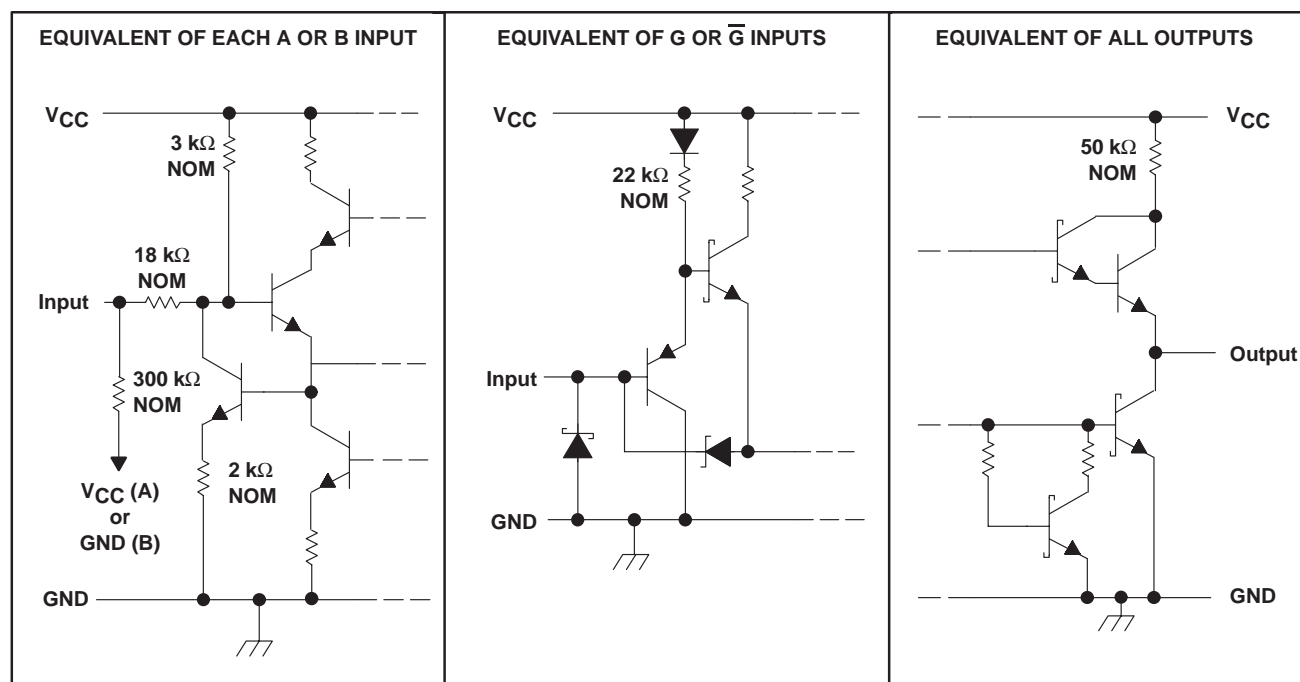 EQUIVALENT OF EACH A OR B INPUT
VCC
3 kΩ
NOM
18 kΩ
NOM
Input
300 kΩ
NOM
2 kΩ
NOM
VCC (A)
or
GND (B)
GND
EQUIVALENT OF G OR G̅ INPUTS
VCC
22 kΩ
NOM
Input
GND
EQUIVALENT OF ALL OUTPUTS
VCC
50 kΩ
NOM
Output
GND